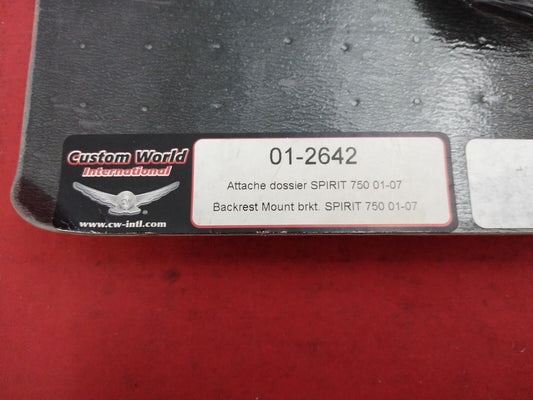 Custom World
International
®
www.cw-intl.com
01-2642
Attache dossier SPIRIT 750 01-07
Backrest Mount brkt. SPIRIT 750 01-07